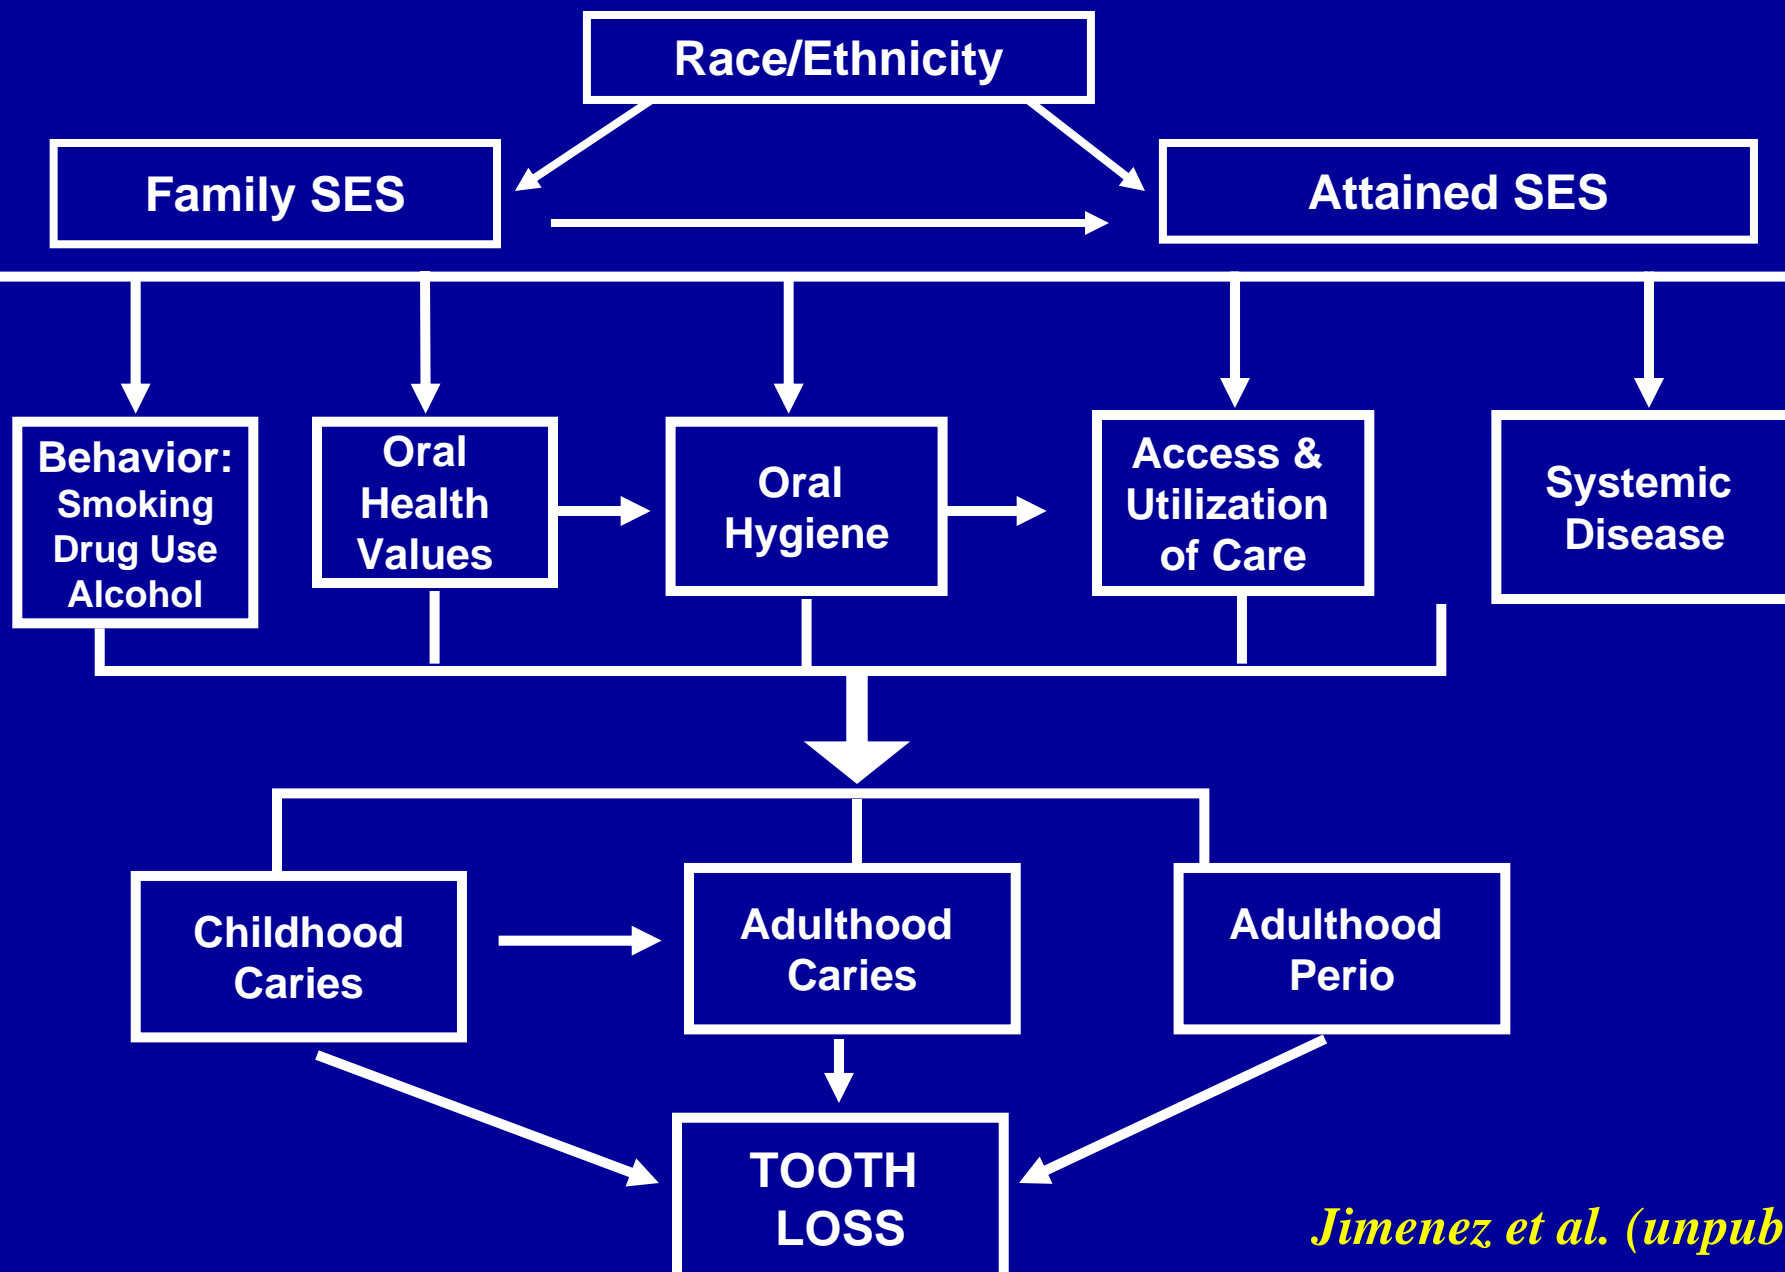 Race/Ethnicity
Family SES
Attained SES
Behavior:
Smoking
Drug Use
Alcohol
Oral
Health
Values
Oral
Hygiene
Access &
Utilization
of Care
Systemic
Disease
Childhood
Caries
Adulthood
Caries
Adulthood
Perio
TOOTH
LOSS
Jimenez et al. (unpub